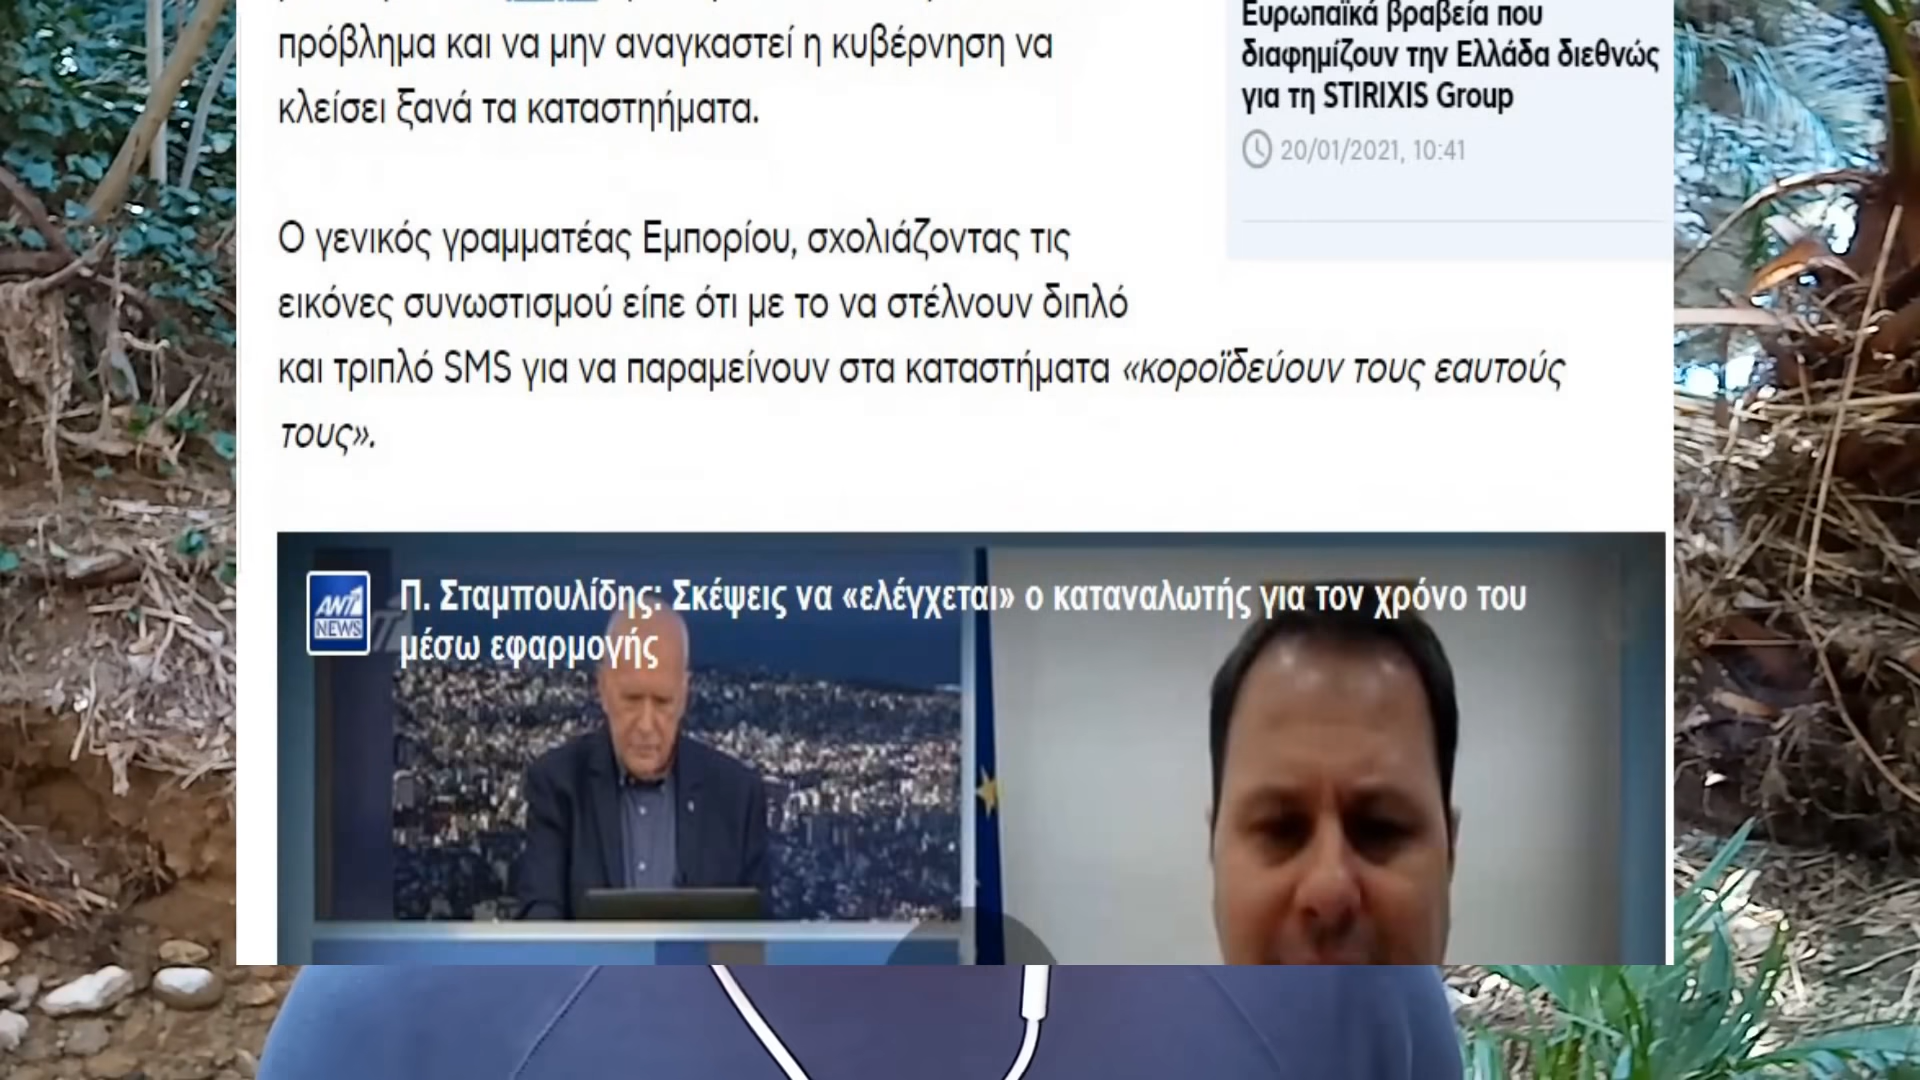 πρόβλημα και να μην αναγκαστεί η κυβέρνηση να
κλείσει ξανά τα καταστηήματα.
Ο γενικός γραμματέας Εμπορίου, σχολιάζοντας τις
εικόνες συνωστισμού είπε ότι με το να στέλνουν διπλό
και τριπλό SMS για να παραμείνουν στα καταστήματα «κοροϊδεύουν τους εαυτούς
τους».
Ευρωπαϊκά βραβεία που
διαφημίζουν την Ελλάδα διεθνώς
για τη STIRIXIS Group
20/01/2021, 10:41
ANT1
NEWS
Π. Σταμπουλίδης: Σκέψεις να «ελέγχεται» ο καταναλωτής για τον χρόνο του
μέσω εφαρμογής